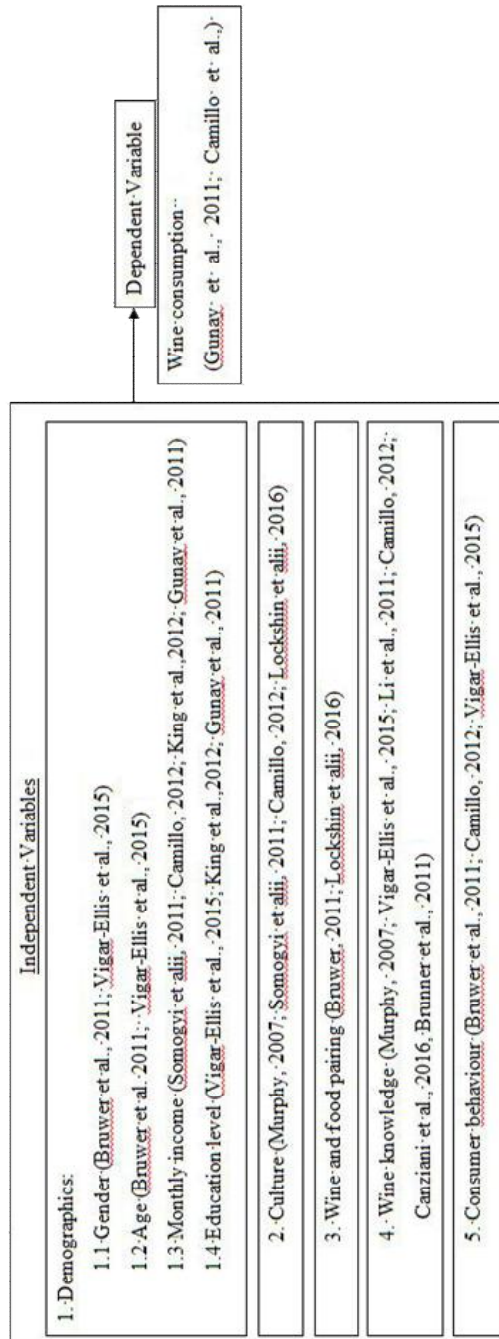 Independent Variables
1. Demographics:
1.1 Gender (Bruwer et al., 2011; Vigar-Ellis et al., 2015)
1.2 Age (Bruwer et al. 2011; Vigar-Ellis et al., 2015)
1.3 Monthly income (Somogyi et alii, 2011; Camillo, 2012; King et al.,2012; Gunay et al., 2011)
1.4 Education level (Vigar-Ellis et al., 2015; King et al.,2012; Gunay et al., 2011)
2. Culture (Murphy, 2007; Somogyi et alii, 2011; Camillo, 2012; Lockshin et alii, 2016)
3. Wine and food pairing (Bruwer, 2011; Lockshin et alii, 2016)
4. Wine knowledge (Murphy, 2007; Vigar-Ellis et al., 2015; Li et al., 2011; Camillo, 2012;
Canziani et al., 2016, Brunner et al., 2011)
5. Consumer behaviour (Bruwer et al., 2011; Camillo, 2012; Vigar-Ellis et al., 2015)
Dependent Variable
Wine consumption
(Gunay et al., 2011; Camillo et al.,)